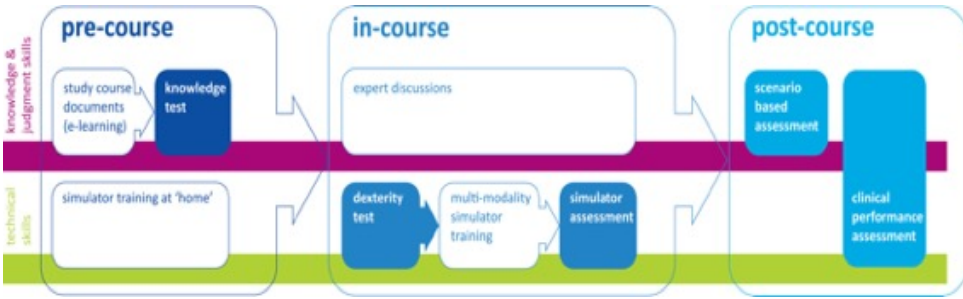 pre-course
in-course
post-course
knowledge &
judgment skills
study course
documents
(e-learning)
knowledge
test
expert discussions
scenario
based
assessment
technical
skills
simulator training at 'home'
dexterity
test
multi-modality
simulator
training
simulator
assessment
clinical
performance
assessment